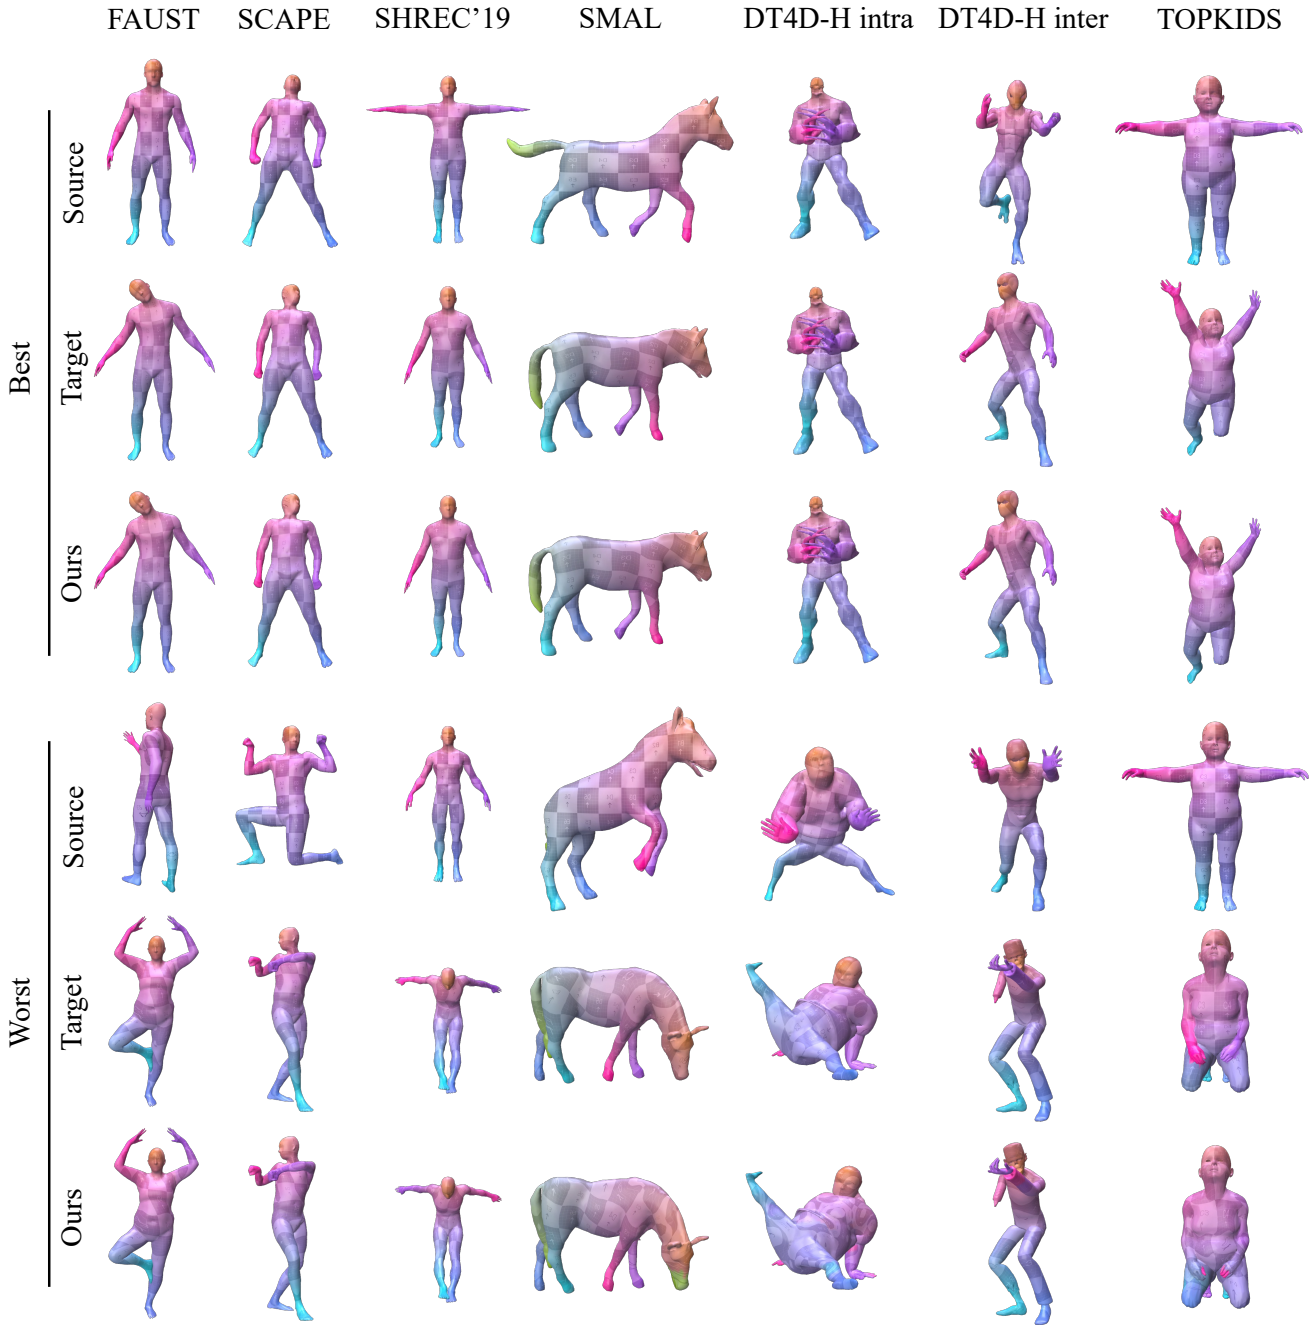 FAUST SCAPE SHREC’19 SMAL DT4D-H intra DT4D-H inter TOPKIDS
Best
Source
Target
Ours
Worst
Source
Target
Ours